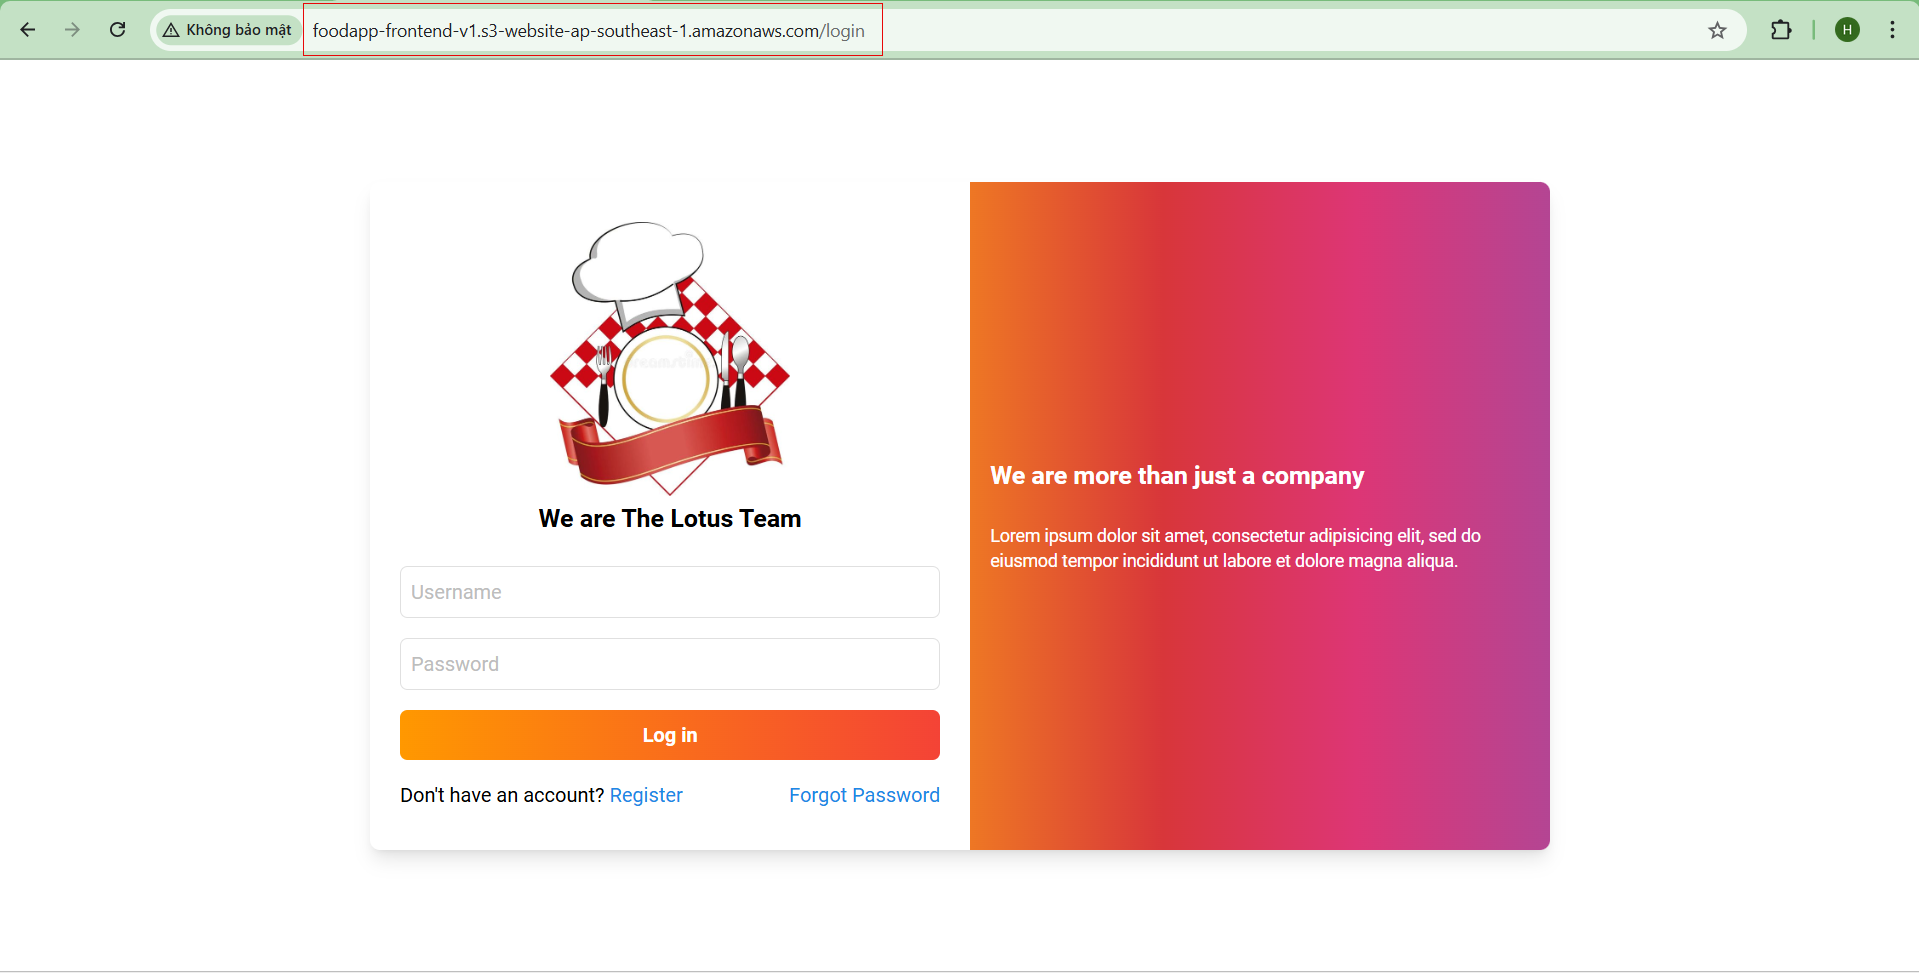 Không bảo mật
foodapp-frontend-v1.s3-website-ap-southeast-1.amazonaws.com/login
H
We are The Lotus Team
Username
Password
Log in
Don't have an account? Register
Forgot Password
We are more than just a company
Lorem ipsum dolor sit amet, consectetur adipisicing elit, sed do
eiusmod tempor incididunt ut labore et dolore magna aliqua.